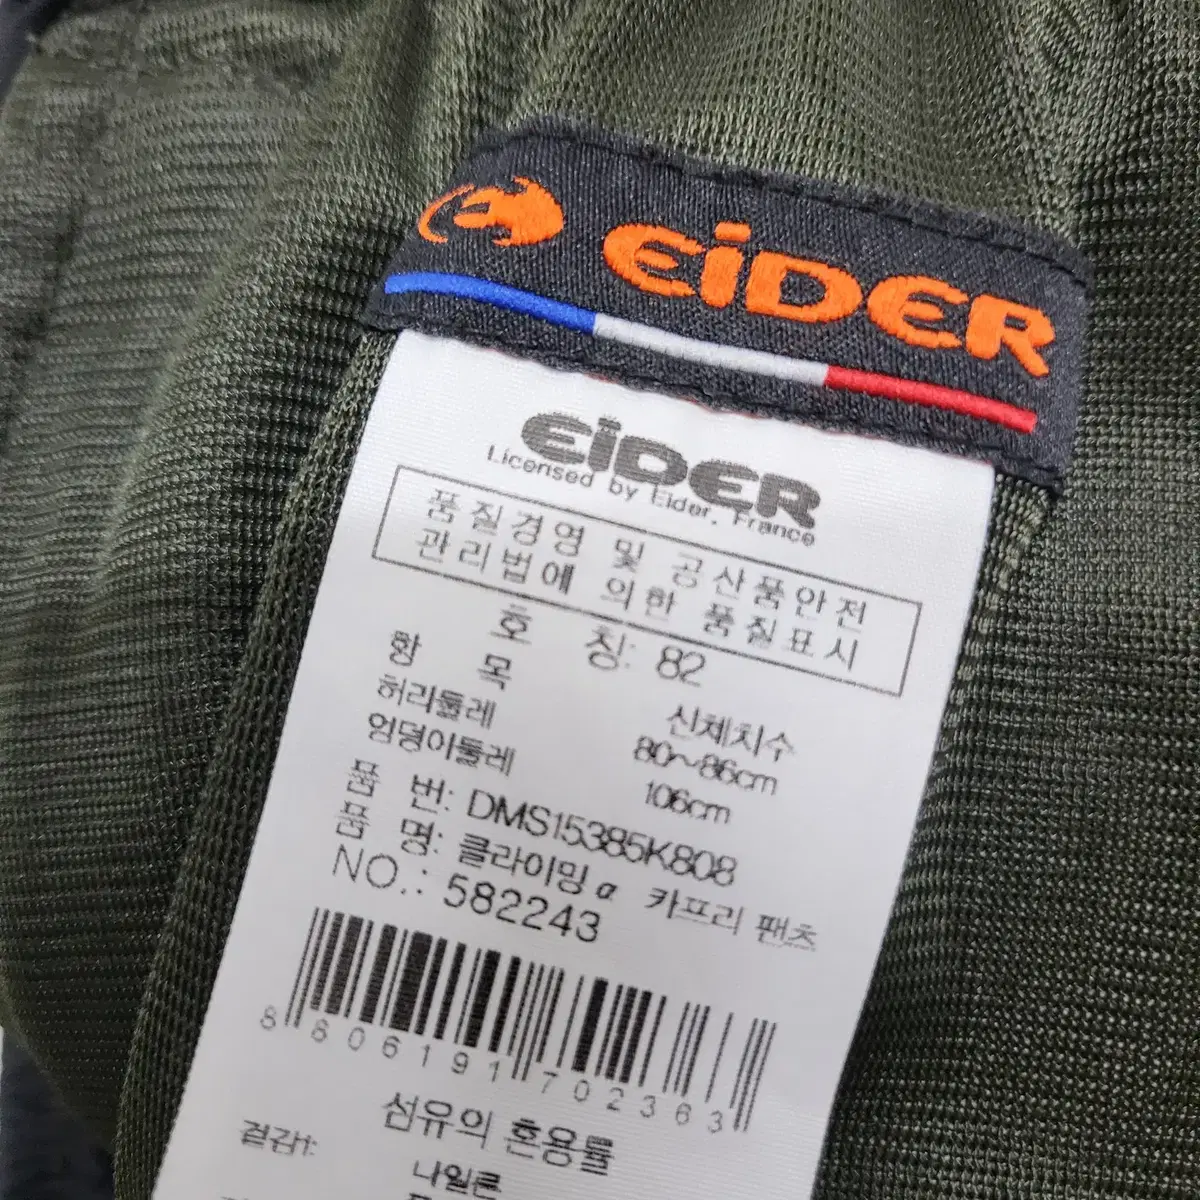 EiDER
EiDER
Licensed by Eider, France
품질경영 및 공산품안전
관리법에 의한 품질표시
호 칭: 82
항 목 신체치수
허리둘레 80~86cm
엉덩이둘레 106cm
품 번: DMS15385K808
품 명: 클라이밍α 카프리 팬츠
NO.: 582243
8806191702363
섬유의 혼용률
겉감1: 나일론